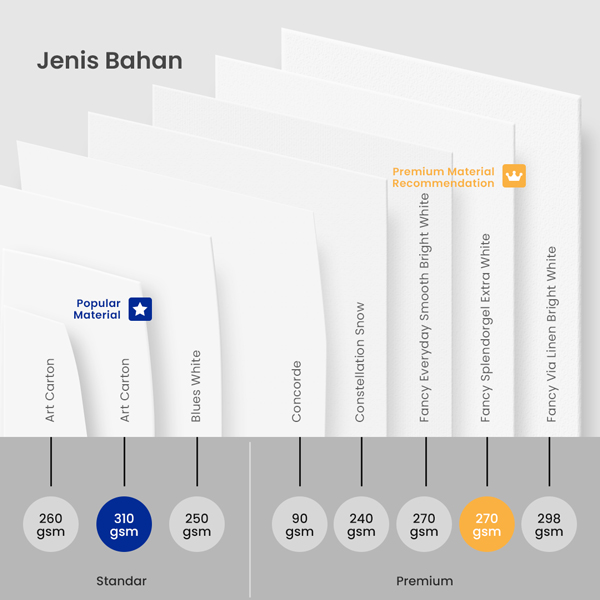 Jenis Bahan
Premium Material
Recommendation
Popular
Material
Art Carton
Art Carton
Blues White
Concorde
Constellation Snow
Fancy Everyday Smooth Bright White
Fancy Splendorgel Extra White
Fancy Via Linen Bright White
260
gsm
310
gsm
250
gsm
90
gsm
240
gsm
270
gsm
270
gsm
298
gsm
Standar
Premium